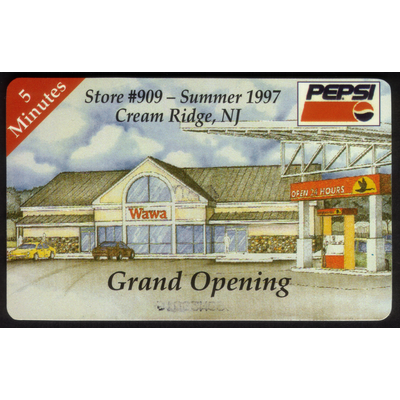 5
Minutes
Store #909 – Summer 1997
Cream Ridge, NJ
PEPSI
OPEN 24 HOURS
Wawa
Grand Opening